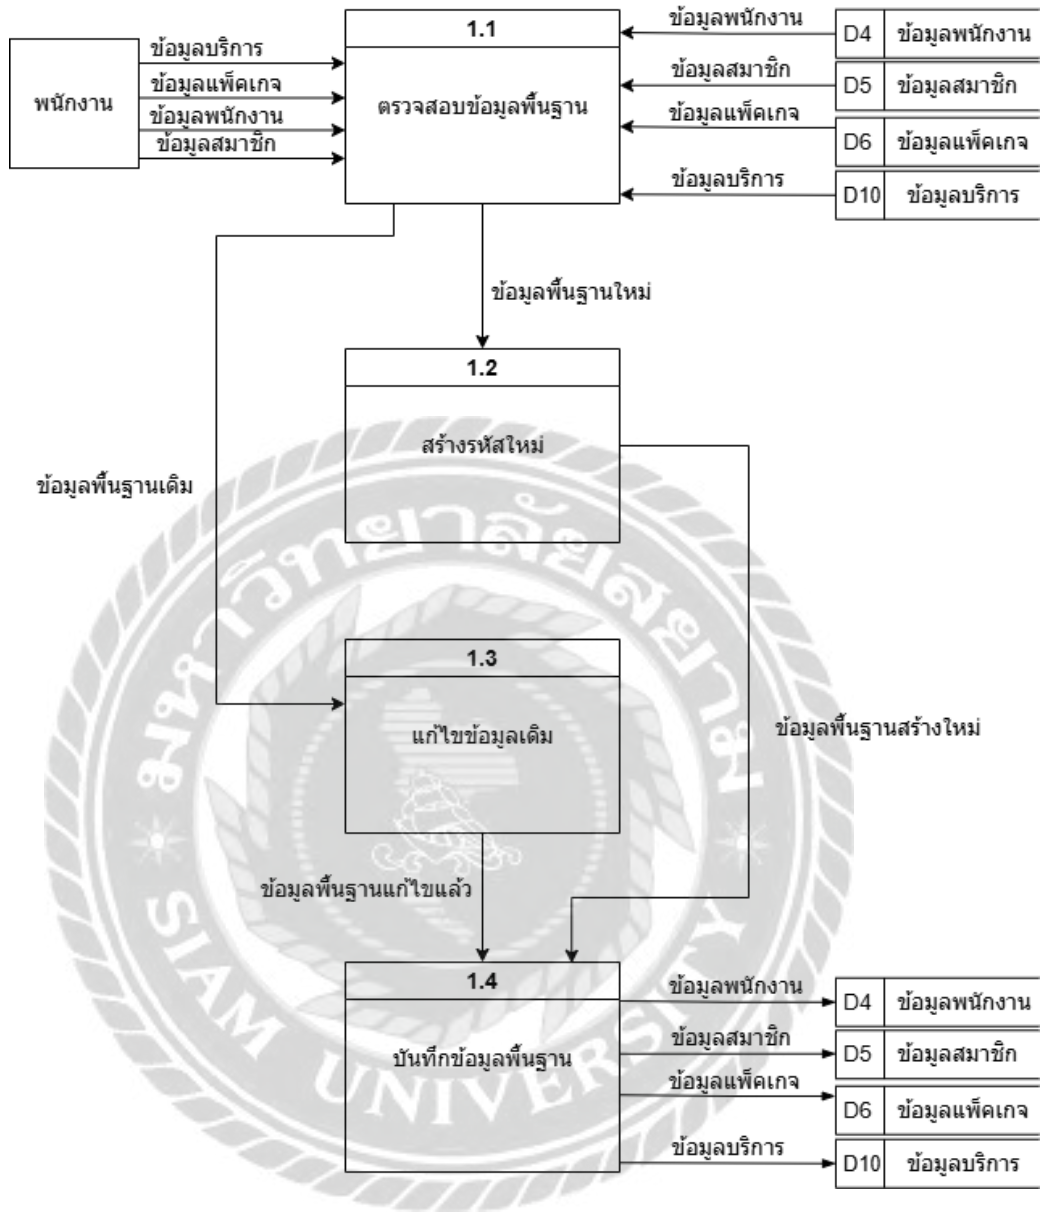 1.1
ข้อมูลพนักงาน
D4 ข้อมูลพนักงาน
ข้อมูลบริการ
พนักงาน
ข้อมูลแพ็คเกจ
ข้อมูลพนักงาน
ข้อมูลสมาชิก
ตรวจสอบข้อมูลพื้นฐาน
ข้อมูลสมาชิก
D5 ข้อมูลสมาชิก
ข้อมูลแพ็คเกจ
D6 ข้อมูลแพ็คเกจ
ข้อมูลบริการ
D10 ข้อมูลบริการ
ข้อมูลพื้นฐานใหม่
1.2
สร้างรหัสใหม่
ข้อมูลพื้นฐานเดิม
มหาวิทยาลัยสยาม
1.3
แก้ไขข้อมูลเดิม
ข้อมูลพื้นฐานสร้างใหม่
ข้อมูลพื้นฐานแก้ไขแล้ว
SIAM UNIVERSITY
1.4
บันทึกข้อมูลพื้นฐาน
ข้อมูลพนักงาน
D4 ข้อมูลพนักงาน
ข้อมูลสมาชิก
D5 ข้อมูลสมาชิก
ข้อมูลแพ็คเกจ
D6 ข้อมูลแพ็คเกจ
ข้อมูลบริการ
D10 ข้อมูลบริการ